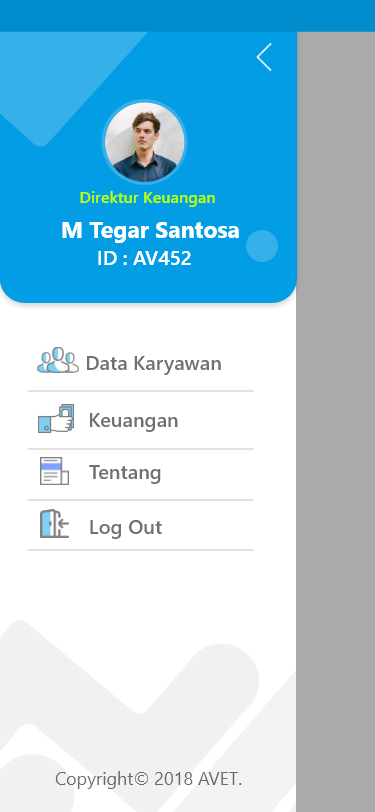 Direktur Keuangan
M Tegar Santosa
ID : AV452
Data Karyawan
Keuangan
Tentang
Log Out
Copyright© 2018 AVET.